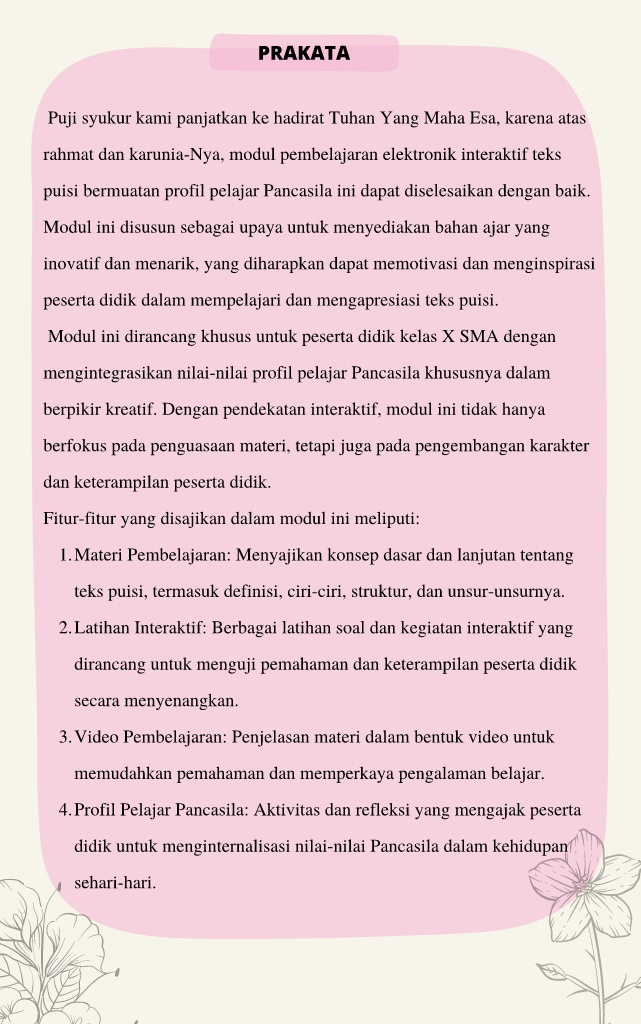 PRAKATA
Puji syukur kami panjatkan ke hadirat Tuhan Yang Maha Esa, karena atas
rahmat dan karunia-Nya, modul pembelajaran elektronik interaktif teks
puisi bermuatan profil pelajar Pancasila ini dapat diselesaikan dengan baik.
Modul ini disusun sebagai upaya untuk menyediakan bahan ajar yang
inovatif dan menarik, yang diharapkan dapat memotivasi dan menginspirasi
peserta didik dalam mempelajari dan mengapresiasi teks puisi.
Modul ini dirancang khusus untuk peserta didik kelas X SMA dengan
mengintegrasikan nilai-nilai profil pelajar Pancasila khususnya dalam
berpikir kreatif. Dengan pendekatan interaktif, modul ini tidak hanya
berfokus pada penguasaan materi, tetapi juga pada pengembangan karakter
dan keterampilan peserta didik.
Fitur-fitur yang disajikan dalam modul ini meliputi:
1. Materi Pembelajaran: Menyajikan konsep dasar dan lanjutan tentang
teks puisi, termasuk definisi, ciri-ciri, struktur, dan unsur-unsurnya.
2. Latihan Interaktif: Berbagai latihan soal dan kegiatan interaktif yang
dirancang untuk menguji pemahaman dan keterampilan peserta didik
secara menyenangkan.
3. Video Pembelajaran: Penjelasan materi dalam bentuk video untuk
memudahkan pemahaman dan memperkaya pengalaman belajar.
4. Profil Pelajar Pancasila: Aktivitas dan refleksi yang mengajak peserta
didik untuk menginternalisasi nilai-nilai Pancasila dalam kehidupan
sehari-hari.